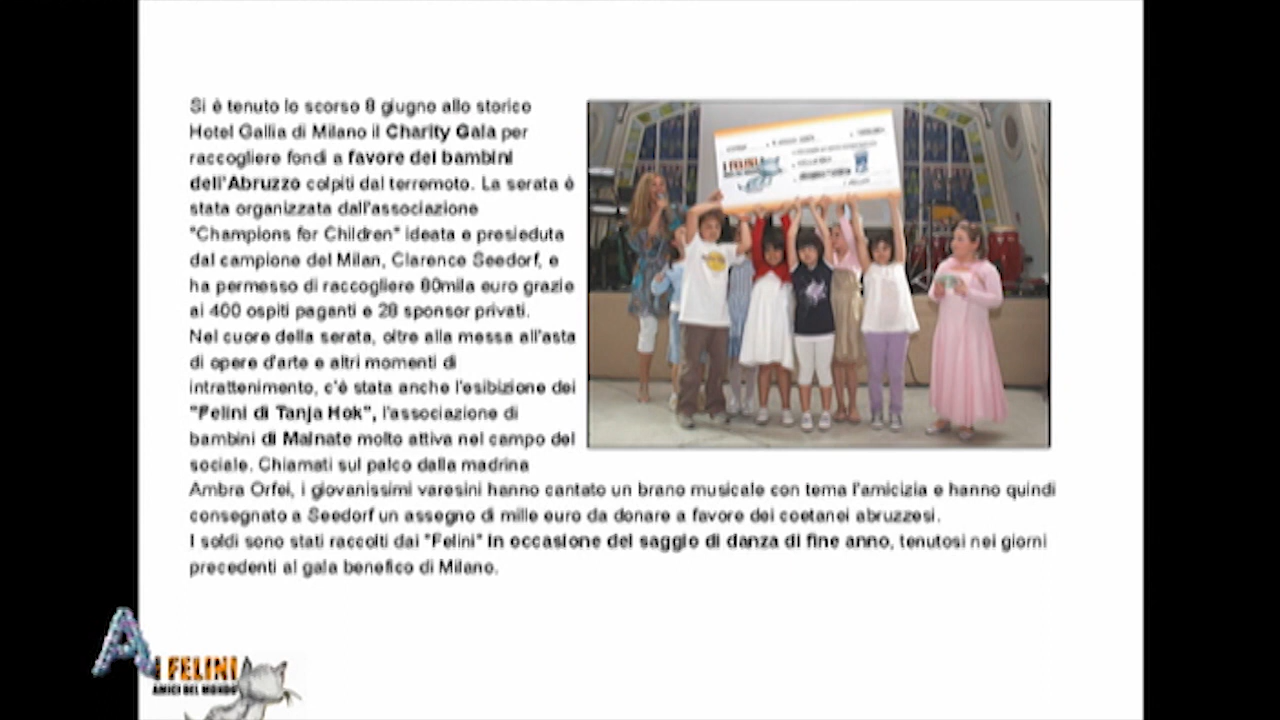 Si è tenuto lo scorso 8 giugno allo storico
Hotel Gallia di Milano il Charity Gala per
raccogliere fondi a favore dei bambini
dell'Abruzzo colpiti dal terremoto. La serata è
stata organizzata dall'associazione
"Champions for Children" ideata e presieduta
dal campione del Milan, Clarence Seedorf, e
ha permesso di raccogliere 80mila euro grazie
ai 400 ospiti paganti e 28 sponsor privati.
Nel cuore della serata, oltre alla messa all'asta
di opere d'arte e altri momenti di
intrattenimento, c'è stata anche l'esibizione dei
"Felini di Tanja Hok", l'associazione di
bambini di Malnate molto attiva nel campo del
sociale. Chiamati sul palco dalla madrina
Ambra Orfei, i giovanissimi varesini hanno cantato un brano musicale con tema l'amicizia e hanno quindi
consegnato a Seedorf un assegno di mille euro da donare a favore dei coetanei abruzzesi.
I soldi sono stati raccolti dai "Felini" in occasione del saggio di danza di fine anno, tenutosi nei giorni
precedenti al gala benefico di Milano.
I FELINI
A
I FELINI
AMICI DEL MONDO